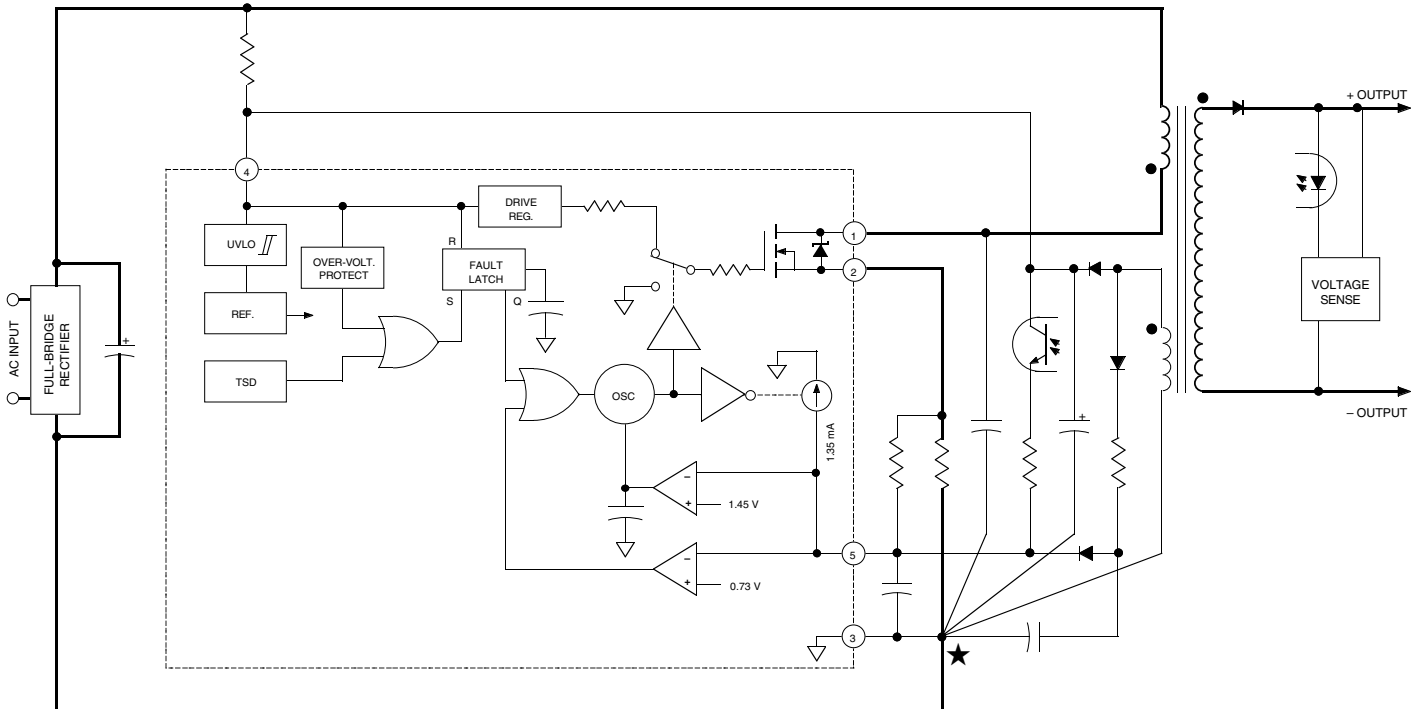 + OUTPUT
4
DRIVE
REG.
UVLO
OVER-VOLT.
PROTECT
R
FAULT
LATCH
S
Q
1
2
VOLTAGE
SENSE
AC INPUT
FULL-BRIDGE
RECTIFIER
+
REF.
TSD
OSC
1.35 mA
+
– OUTPUT
–
+
1.45 V
–
+
0.73 V
5
3